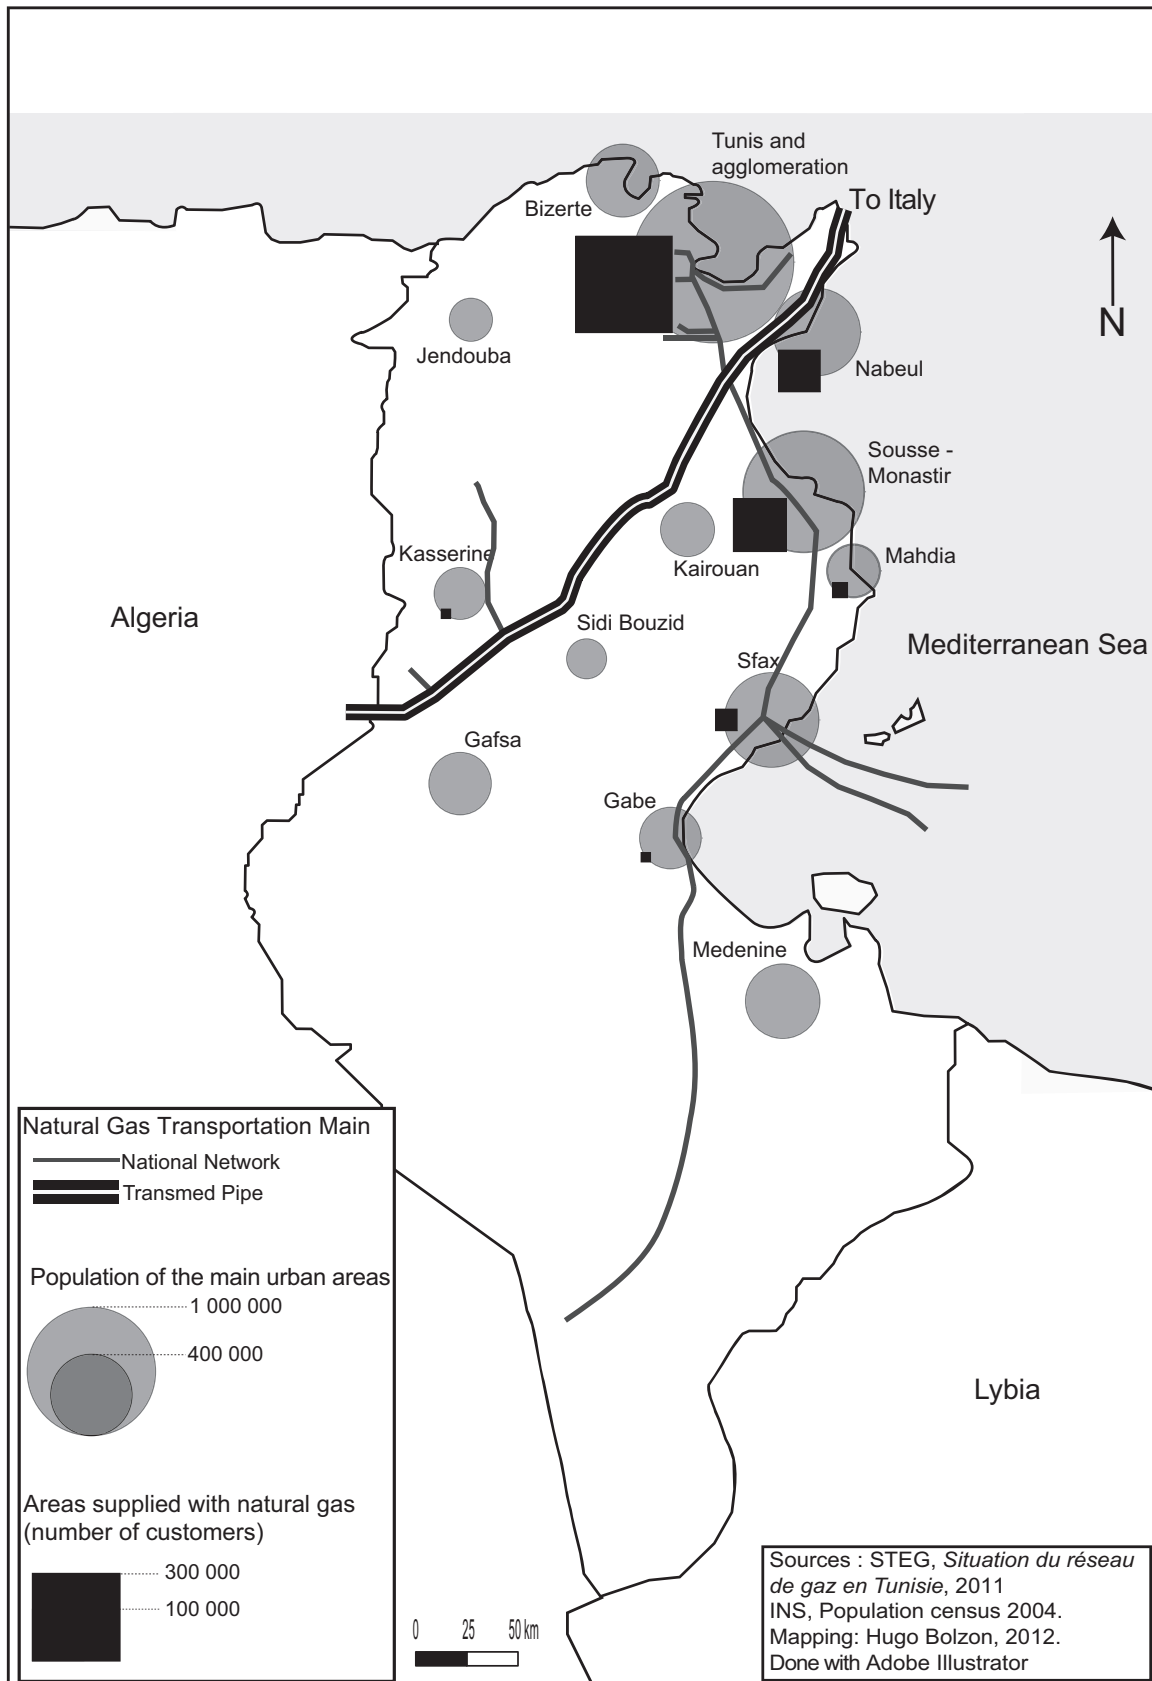 Tunis and
agglomeration
Bizerte
To Italy
N
Jendouba
Nabeul
Sousse -
Monastir
Kasserine
Kairouan
Mahdia
Algeria
Sidi Bouzid
Mediterranean Sea
Sfax
Gafsa
Gabe
Medenine
Natural Gas Transportation Main
National Network
Transmed Pipe
Population of the main urban areas
1 000 000
400 000
Lybia
Areas supplied with natural gas
(number of customers)
300 000
100 000
0 25 50 km
Sources : STEG, Situation du réseau
de gaz en Tunisie, 2011
INS, Population census 2004.
Mapping: Hugo Bolzon, 2012.
Done with Adobe Illustrator